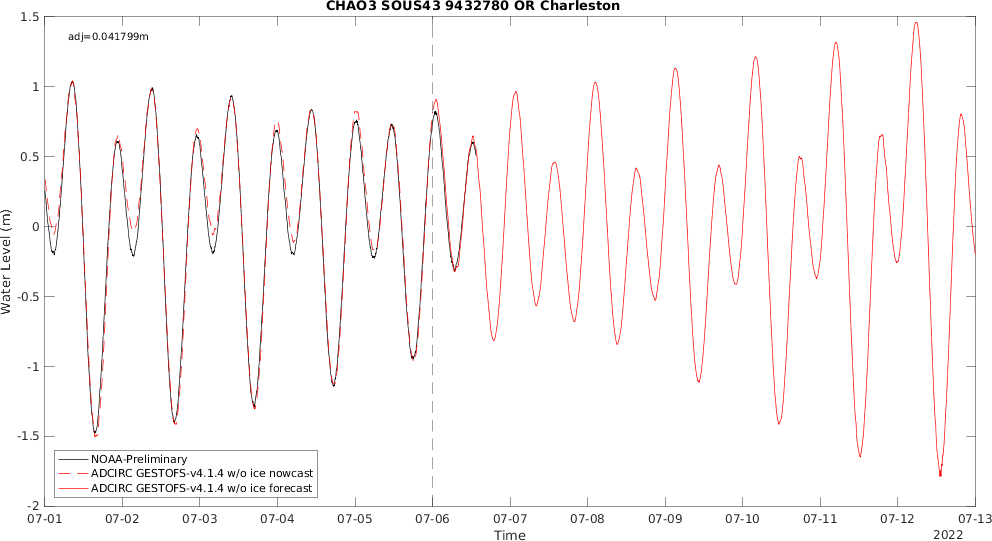 CHAO3 SOUS43 9432780 OR Charleston
adj=0.041799m
1.5
1
0.5
0
-0.5
-1
-1.5
-2
Water Level (m)
NOAA-Preliminary
ADCIRC GESTOFS-v4.1.4 w/o ice nowcast
ADCIRC GESTOFS-v4.1.4 w/o ice forecast
07-01 07-02 07-03 07-04 07-05 07-06 07-07 07-08 07-09 07-10 07-11 07-12 07-13
Time
2022